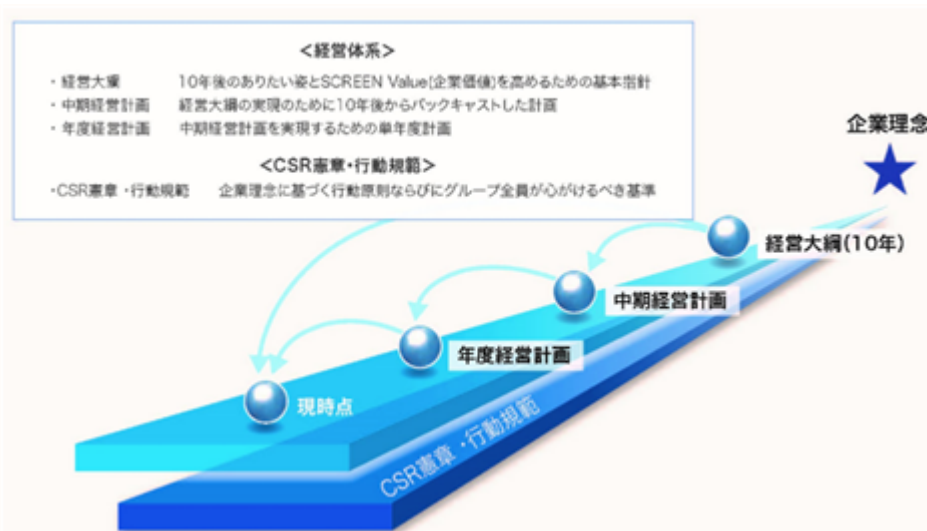 <経営体系>
・経営大綱 10年後のありたい姿とSCREEN Value(企業価値)を高めるための基本指針
・中期経営計画 経営大綱の実現のために10年後からバックキャストした計画
・年度経営計画 中期経営計画を実現するための単年度計画
<CSR憲章・行動規範>
・CSR憲章・行動規範 企業理念に基づく行動原則ならびにグループ全員が心がけるべき基準
企業理念
経営大綱(10年)
中期経営計画
年度経営計画
現時点
CSR憲章・行動規範